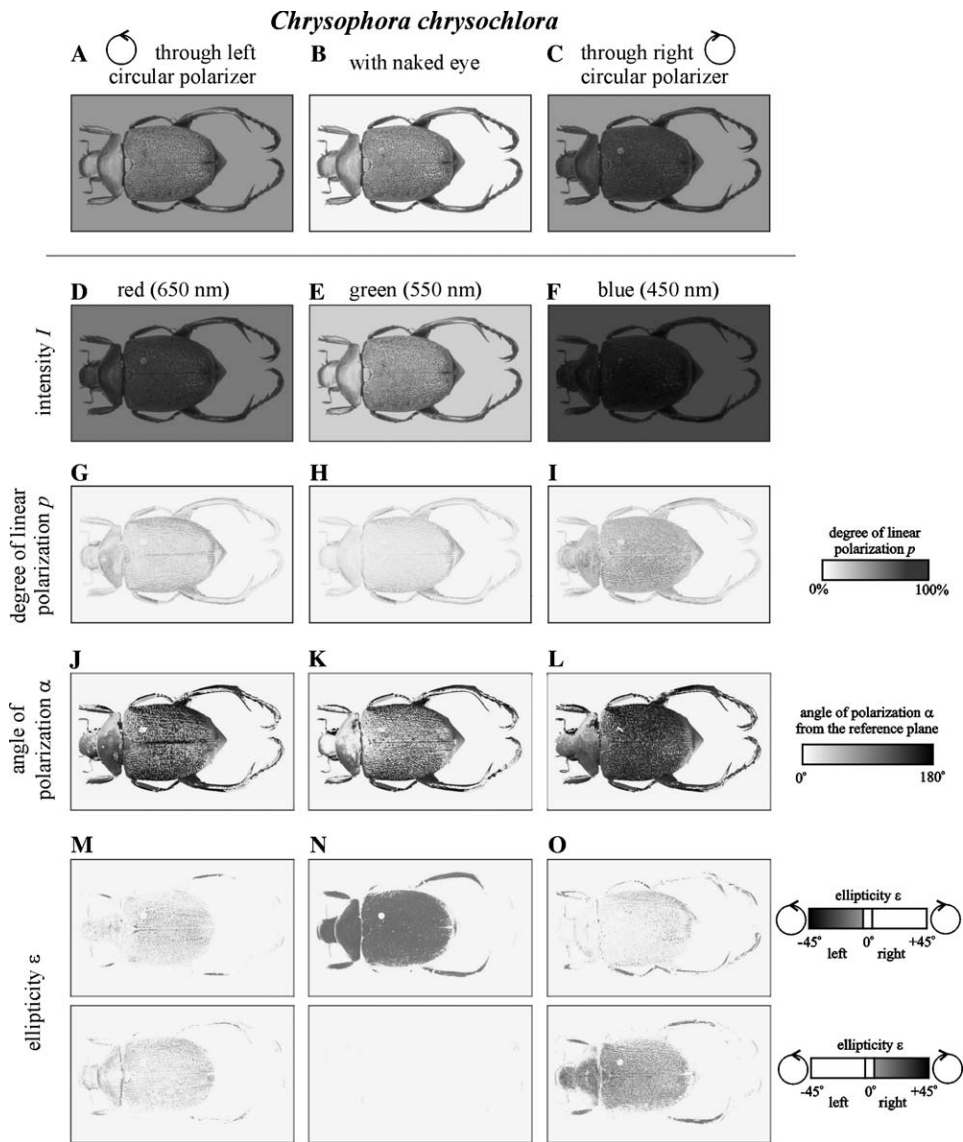 Chrysophora chrysochlora
A through left
circular polarizer
B
with naked eye
C through right
circular polarizer
D red (650 nm)
E green (550 nm)
F blue (450 nm)
intensity I
G
H
I
degree of linear
polarization p
degree of linear
polarization p
0% 100%
J
K
L
angle of
polarization α
angle of polarization α
from the reference plane
0° 180°
M
N
O
ellipticity ε
ellipticity ε
-45° 0° +45°
left right
ellipticity ε
-45° 0° +45°
left right